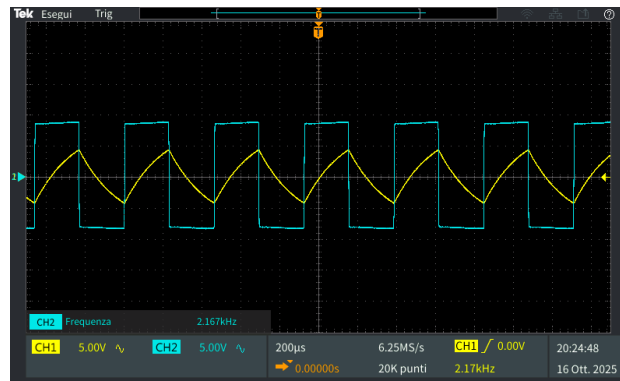 Tek Esegui Trig
T
T
CH2 Frequenza 2.167kHz
CH1 5.00V CH2 5.00V 200µs 6.25MS/s CH1 0.00V 20:24:48
0.00000s 20K punti 2.17kHz 16 Ott. 2025